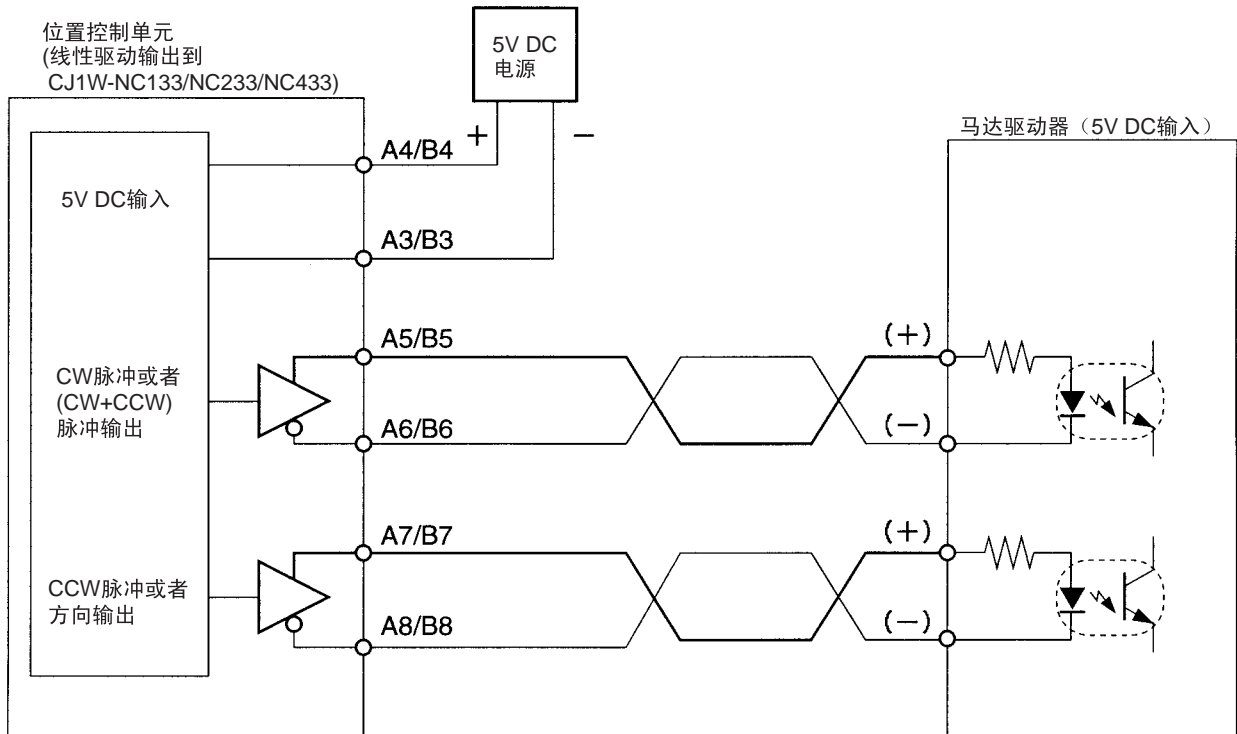 位置控制单元
(线性驱动输出到
CJ1W-NC133/NC233/NC433)
5V DC
电源
+
−
马达驱动器（5V DC输入）
A4/B4
5V DC输入
A3/B3
A5/B5
(+)
CW脉冲或者
(CW+CCW)
脉冲输出
A6/B6
(−)
A7/B7
(+)
CCW脉冲或者
方向输出
A8/B8
(−)